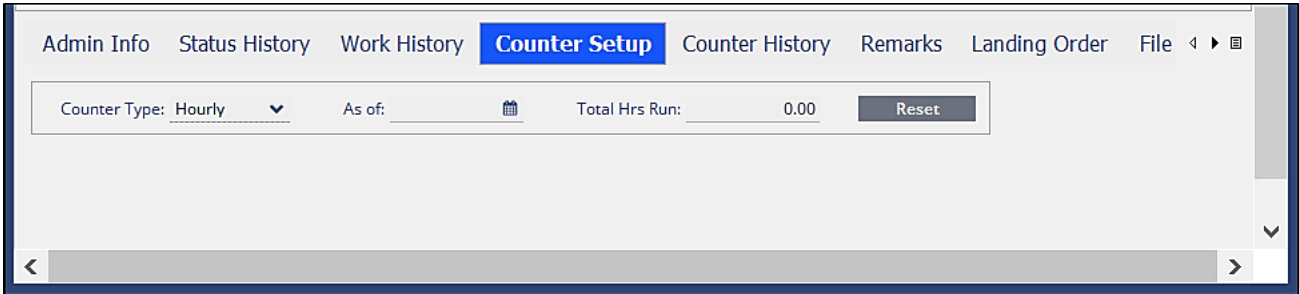 Admin Info Status History Work History Counter Setup Counter History Remarks Landing Order File
Counter Type: Hourly As of: Total Hrs Run: 0.00 Reset